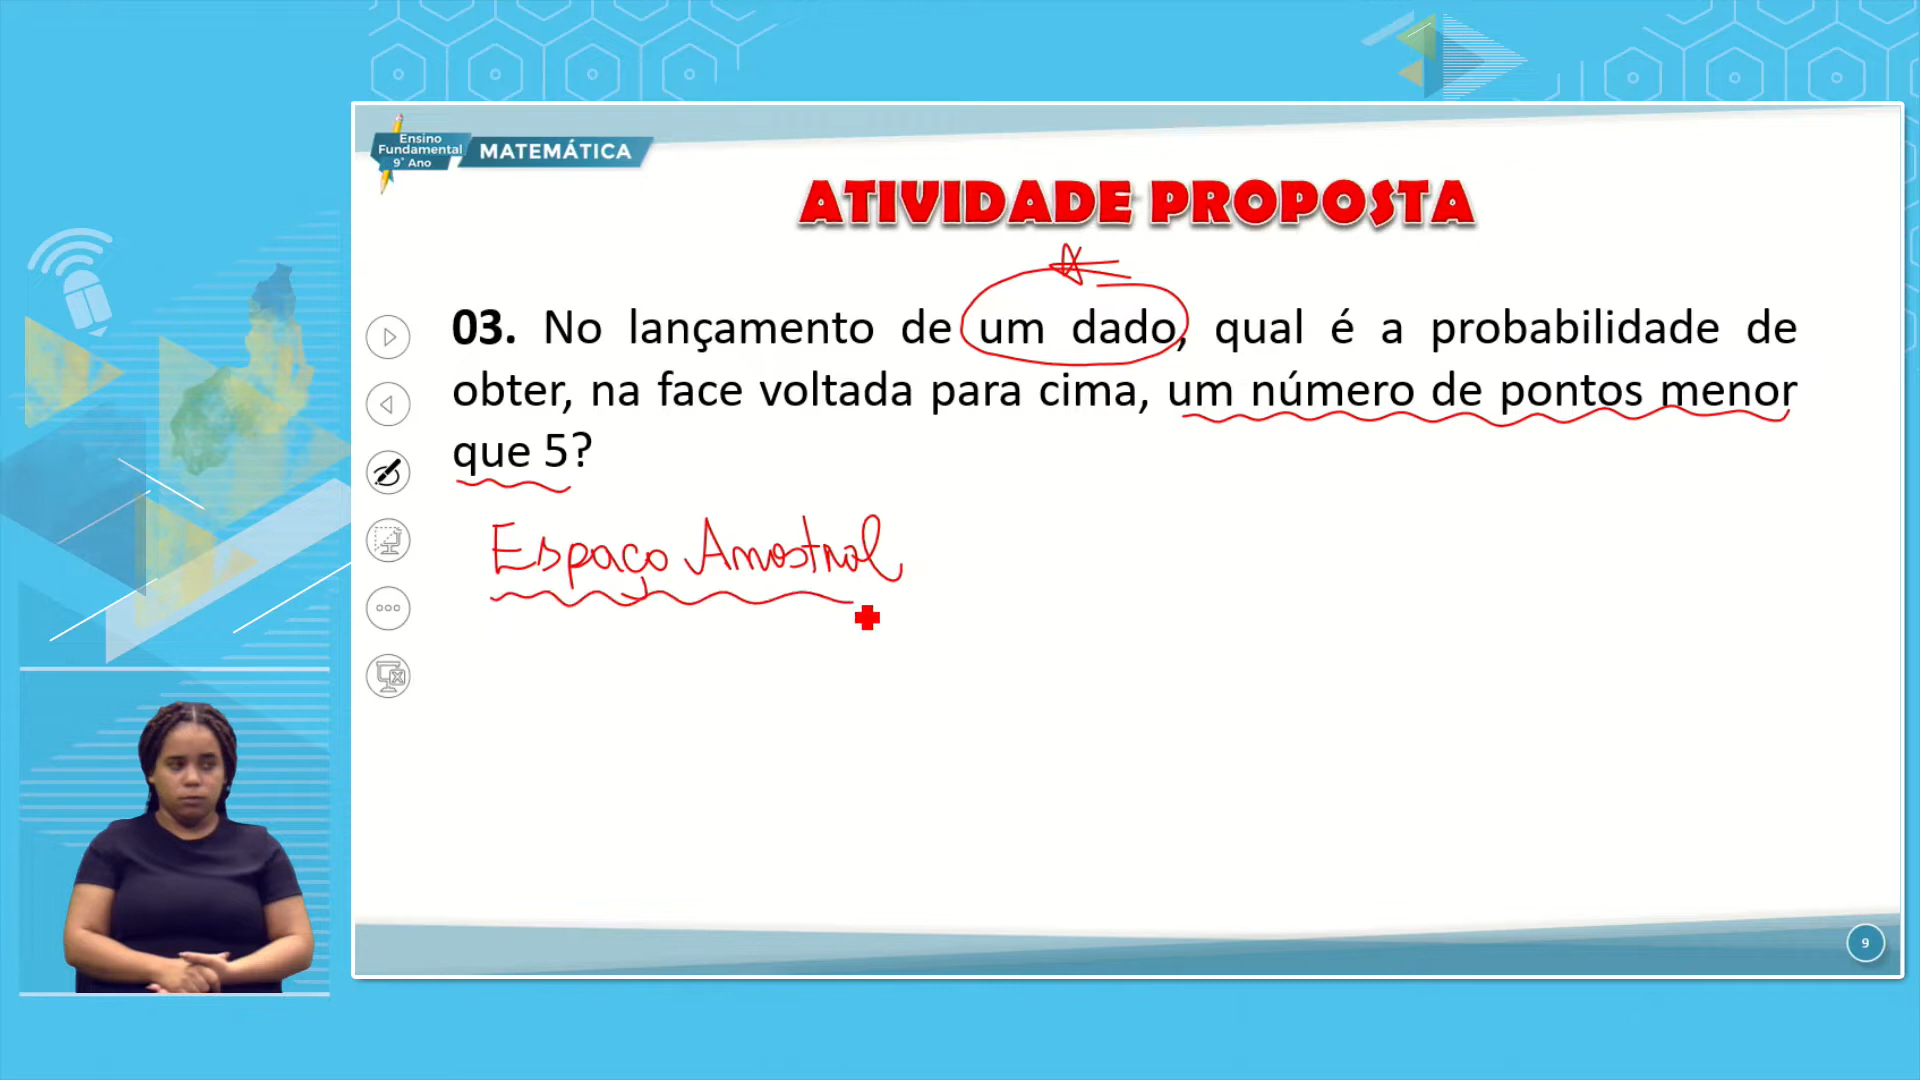 Ensino
Fundamental
9° Ano
MATEMÁTICA
ATIVIDADE PROPOSTA
03. No lançamento de um dado, qual é a probabilidade de
obter, na face voltada para cima, um número de pontos menor
que 5?
Espaço Amostral
9